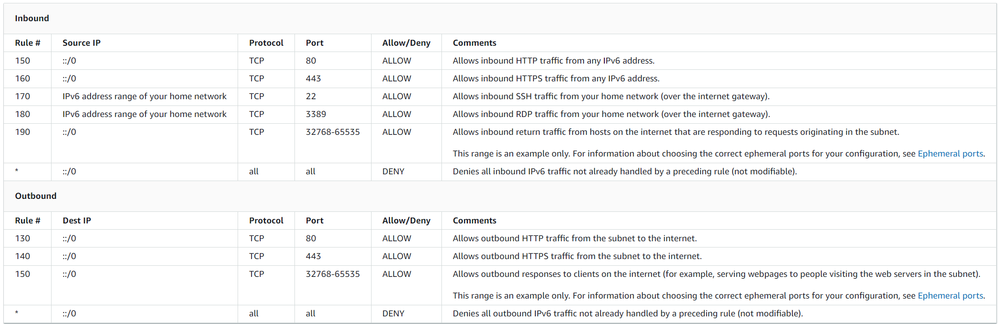 Inbound
Rule # Source IP Protocol Port Allow/Deny Comments
150 ::/0 TCP 80 ALLOW Allows inbound HTTP traffic from any IPv6 address.
160 ::/0 TCP 443 ALLOW Allows inbound HTTPS traffic from any IPv6 address.
170 IPv6 address range of your home network TCP 22 ALLOW Allows inbound SSH traffic from your home network (over the internet gateway).
180 IPv6 address range of your home network TCP 3389 ALLOW Allows inbound RDP traffic from your home network (over the internet gateway).
190 ::/0 TCP 32768-65535 ALLOW Allows inbound return traffic from hosts on the internet that are responding to requests originating in the subnet.
This range is an example only. For information about choosing the correct ephemeral ports for your configuration, see Ephemeral ports.
* ::/0 all all DENY Denies all inbound IPv6 traffic not already handled by a preceding rule (not modifiable).
Outbound
Rule # Dest IP Protocol Port Allow/Deny Comments
130 ::/0 TCP 80 ALLOW Allows outbound HTTP traffic from the subnet to the internet.
140 ::/0 TCP 443 ALLOW Allows outbound HTTPS traffic from the subnet to the internet.
150 ::/0 TCP 32768-65535 ALLOW Allows outbound responses to clients on the internet (for example, serving webpages to people visiting the web servers in the subnet).
This range is an example only. For information about choosing the correct ephemeral ports for your configuration, see Ephemeral ports.
* ::/0 all all DENY Denies all outbound IPv6 traffic not already handled by a preceding rule (not modifiable).